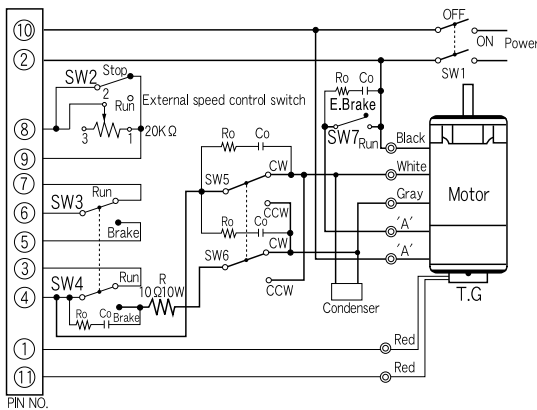 OFF
10
ON Power
2
SW1
Stop
SW2
2
Run
External speed control switch
Ro Co
E.Brake
8
3 1 20KΩ
Ro Co
SW7 Run
Black
9
CW
White
7
SW5
Run
Gray
Motor
6
SW3
CCW
Ro Co
'A'
5
Brake
CW
SW6
'A'
3
Run
SW4
R
10Ω10W
CCW
T.G
4
Condenser
Ro Co Brake
1
Red
11
Red
PIN NO.